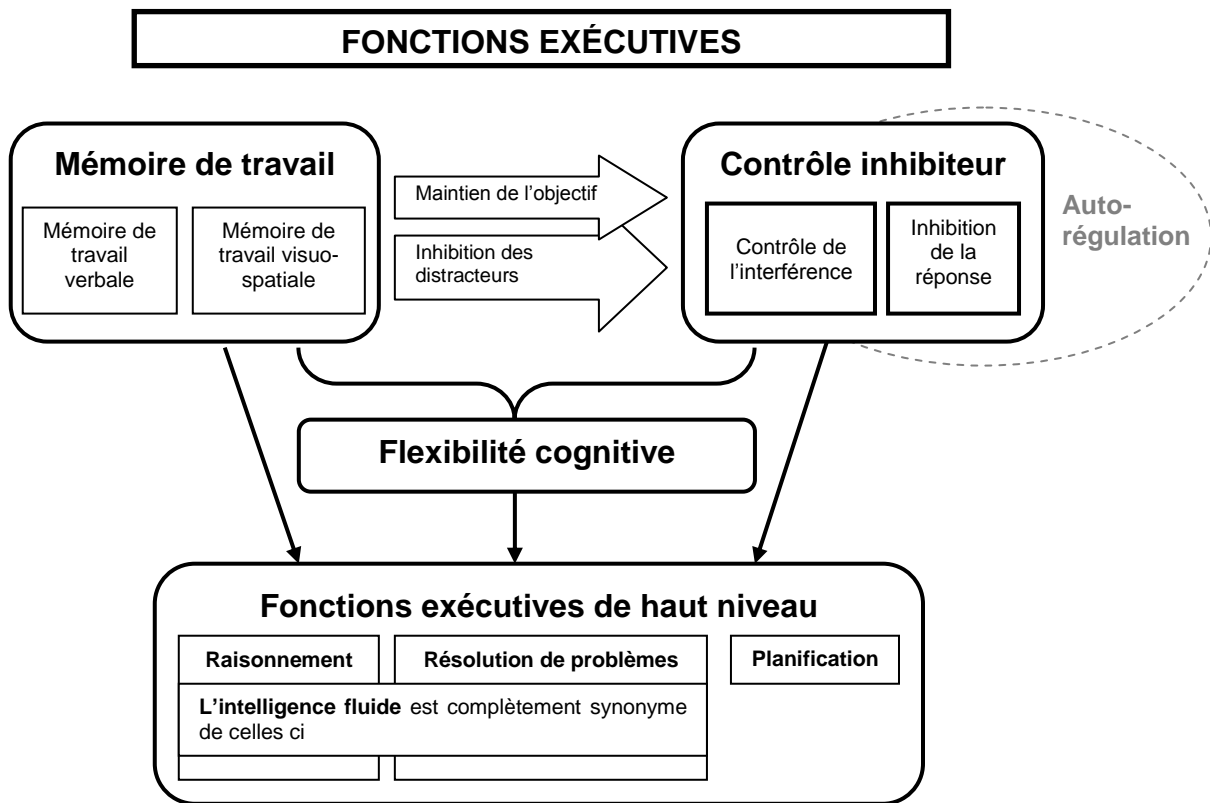 FONCTIONS EXÉCUTIVES
Mémoire de travail
Mémoire de
travail
verbale
Mémoire de
travail visuo-
spatiale
Maintien de l’objectif
Inhibition des
distracteurs
Contrôle inhibiteur
Contrôle de
l’interférence
Inhibition
de la
réponse
Auto-
régulation
Flexibilité cognitive
Fonctions exécutives de haut niveau
Raisonnement
Résolution de problèmes
Planification
L’intelligence fluide est complètement synonyme
de celles ci